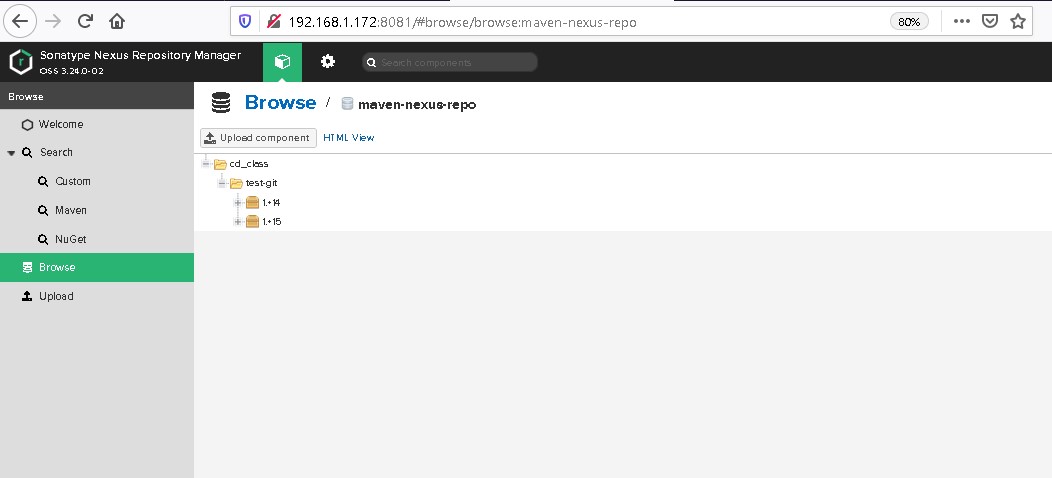 192.168.1.172:8081/#browse/browse:maven-nexus-repo
80%
Sonatype Nexus Repository Manager
OSS 3.24.0-02
Search components
Browse
Browse / maven-nexus-repo
Welcome
Upload component
HTML View
Search
cd_class
Custom
test-git
Maven
1.+14
NuGet
1.+15
Browse
Upload